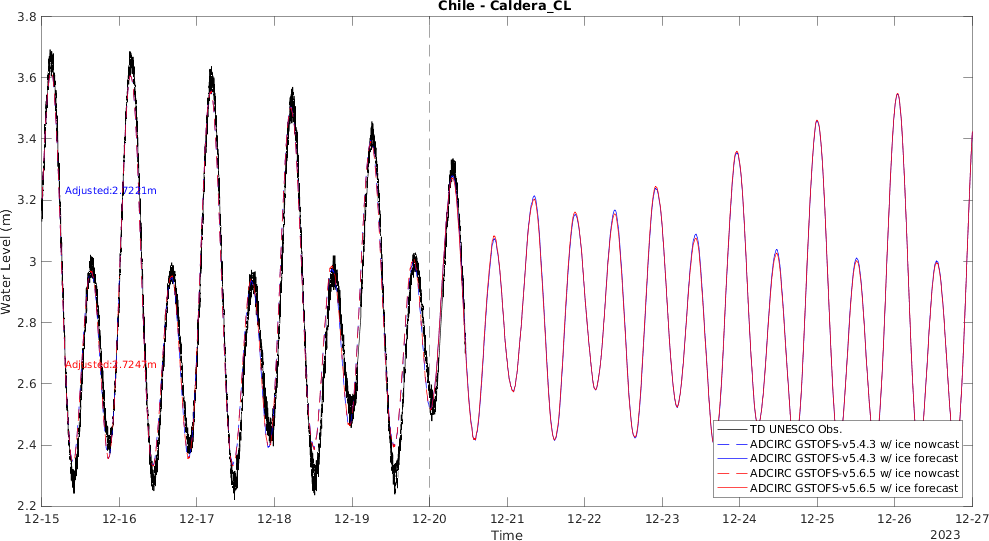 Chile - Caldera_CL
3.8
3.6
3.4
3.2
3
2.8
2.6
2.4
2.2
Water Level (m)
Adjusted:2.7221m
Adjusted:2.7247m
TD UNESCO Obs.
ADCIRC GSTOFS-v5.4.3 w/ ice nowcast
ADCIRC GSTOFS-v5.4.3 w/ ice forecast
ADCIRC GSTOFS-v5.6.5 w/ ice nowcast
ADCIRC GSTOFS-v5.6.5 w/ ice forecast
12-15 12-16 12-17 12-18 12-19 12-20 12-21 12-22 12-23 12-24 12-25 12-26 12-27
Time
2023